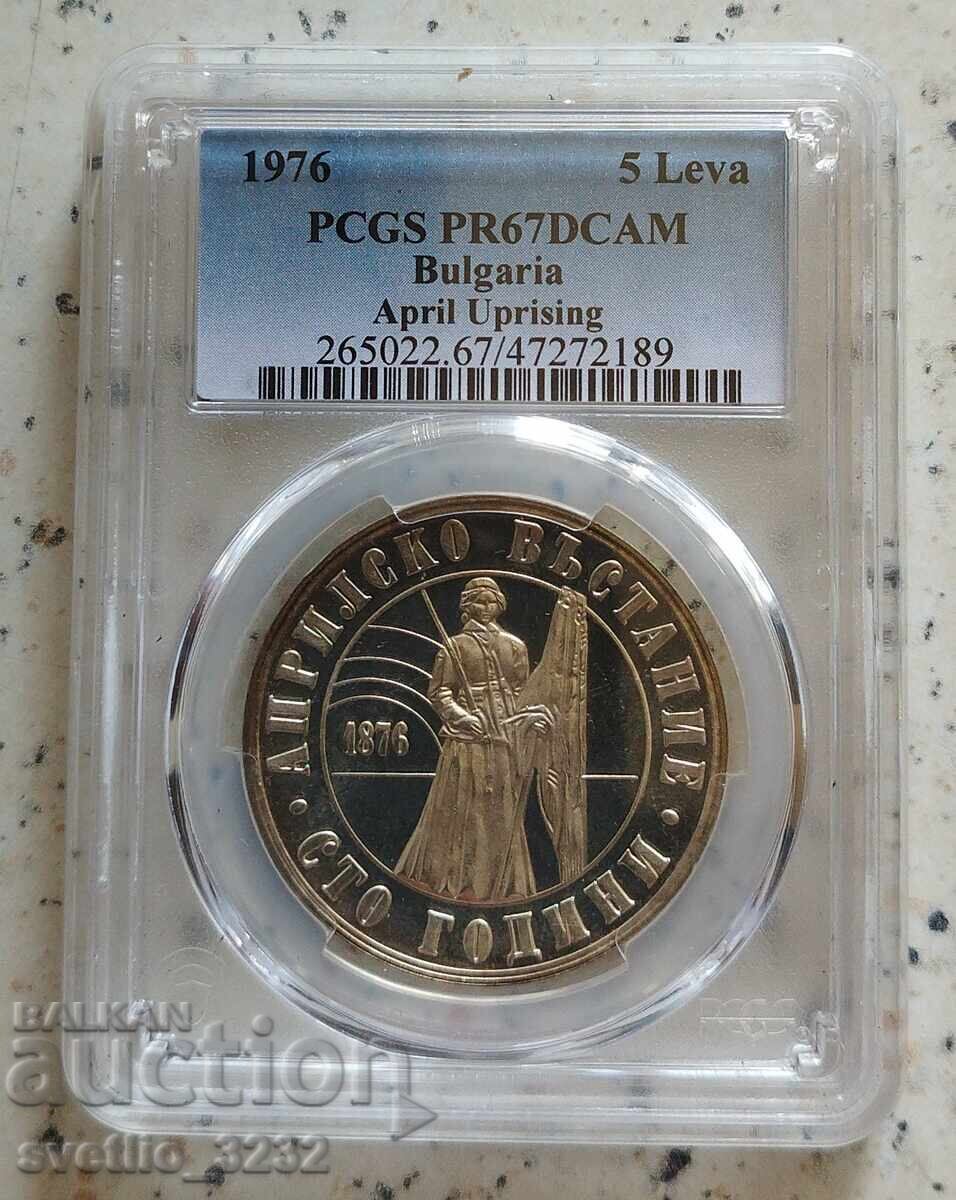 1976 5 Leva
PCGS PR67DCAM
Bulgaria
April Uprising
265022.67/47272189
АПРИЛСКО ВЪСТАНИЕ
1876
· СТО ГОДИНИ ·
PCGS
BALKAN
auction
svetlio_3232